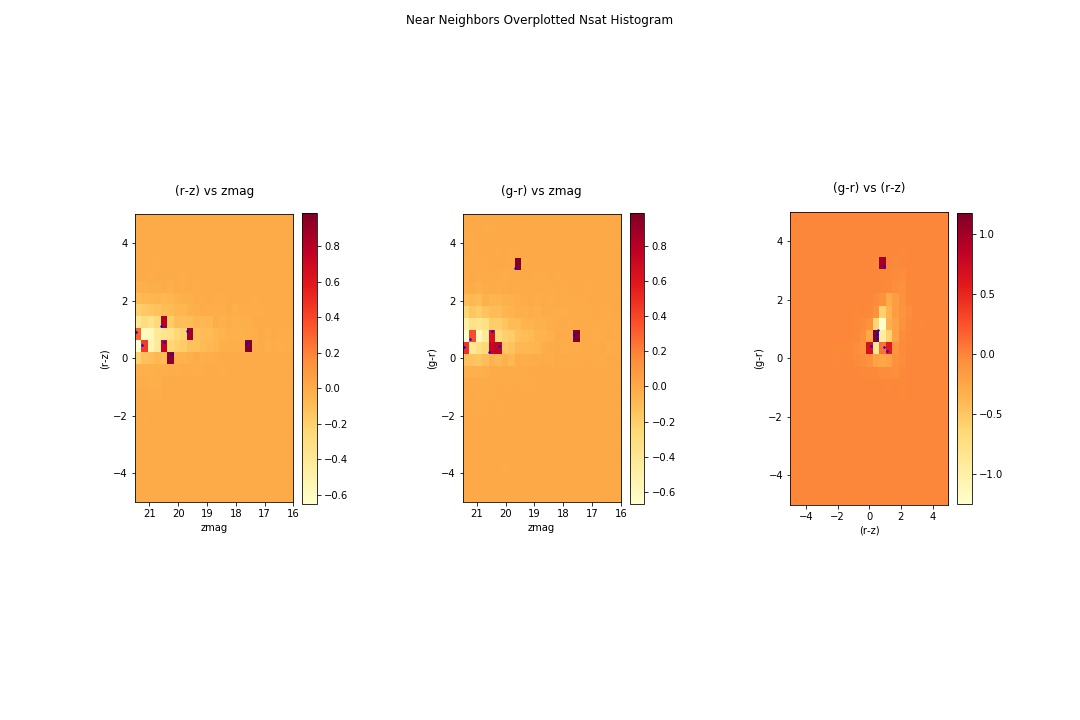 Near Neighbors Overplotted Nsat Histogram
(r-z) vs zmag
4
2
0
−2
−4
(r-z)
21 20 19 18 17 16
zmag
0.8
0.6
0.4
0.2
0.0
−0.2
−0.4
−0.6
(g-r) vs zmag
4
2
0
−2
−4
(g-r)
21 20 19 18 17 16
zmag
0.8
0.6
0.4
0.2
0.0
−0.2
−0.4
−0.6
(g-r) vs (r-z)
4
2
0
−2
−4
(g-r)
−4 −2 0 2 4
(r-z)
1.0
0.5
0.0
−0.5
−1.0